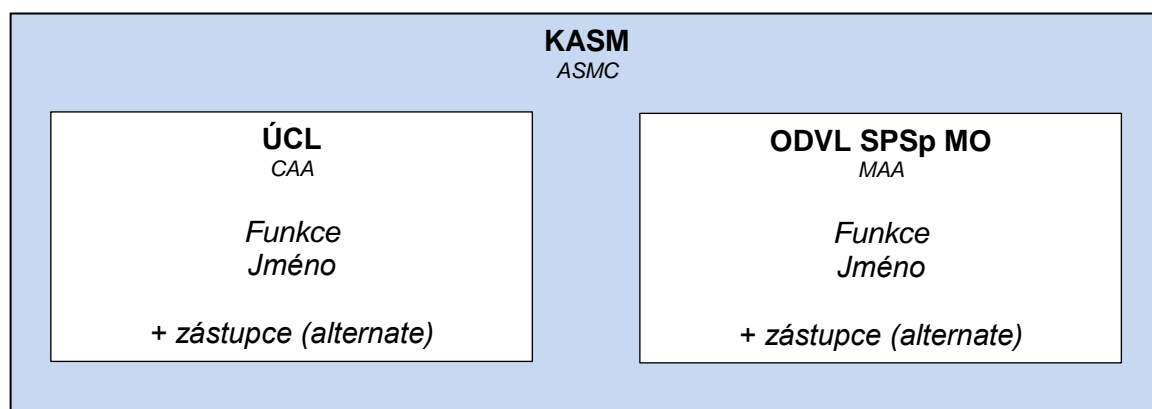 KASM
ASMC
ÚCL
CAA
Funkce
Jméno
+ zástupce (alternate)
ODVL SPSp MO
MAA
Funkce
Jméno
+ zástupce (alternate)